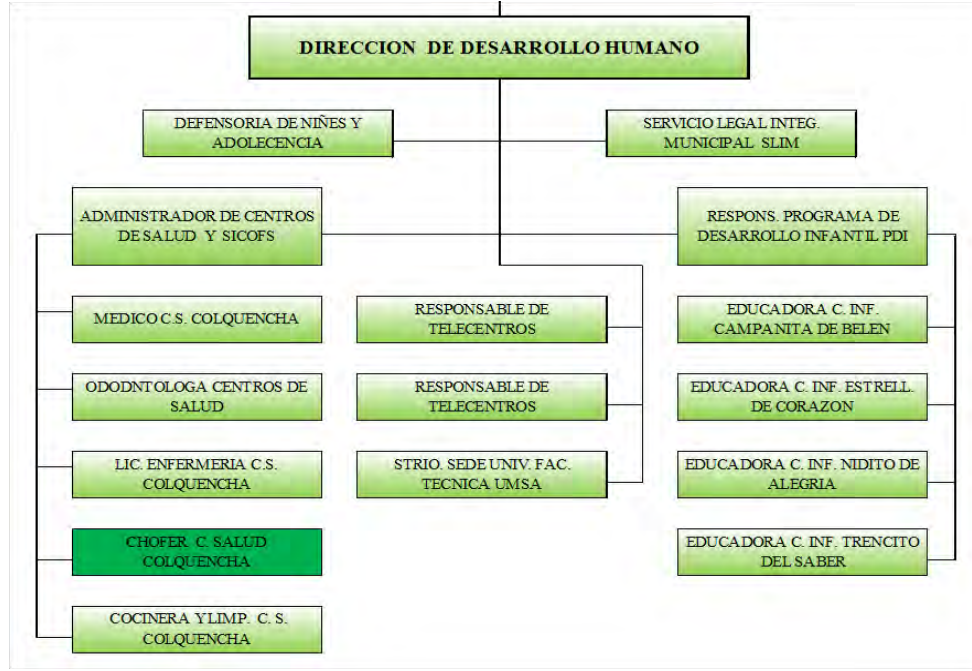 DIRECCION DE DESARROLLO HUMANO
DEFENSORIA DE NIÑES Y
ADOLECENCIA
SERVICIO LEGAL INTEG.
MUNICIPAL SLIM
ADMINISTRADOR DE CENTROS
DE SALUD Y SICOFS
RESPONS. PROGRAMA DE
DESARROLLO INFANTIL PDI
MEDICO C.S. COLQUENCHA
RESPONSABLE DE
TELECENTROS
EDUCADORA C. INF.
CAMPANITA DE BELEN
ODODNTOLOGA CENTROS DE
SALUD
RESPONSABLE DE
TELECENTROS
EDUCADORA C. INF. ESTRELL.
DE CORAZON
LIC. ENFERMERIA C.S.
COLQUENCHA
STRIO. SEDE UNIV. FAC.
TECNICA UMSA
EDUCADORA C. INF. NIDITO DE
ALEGRIA
CHOFER C. SALUD
COLQUENCHA
EDUCADORA C. INF. TRENCITO
DEL SABER
COCINERA Y LIMP. C. S.
COLQUENCHA